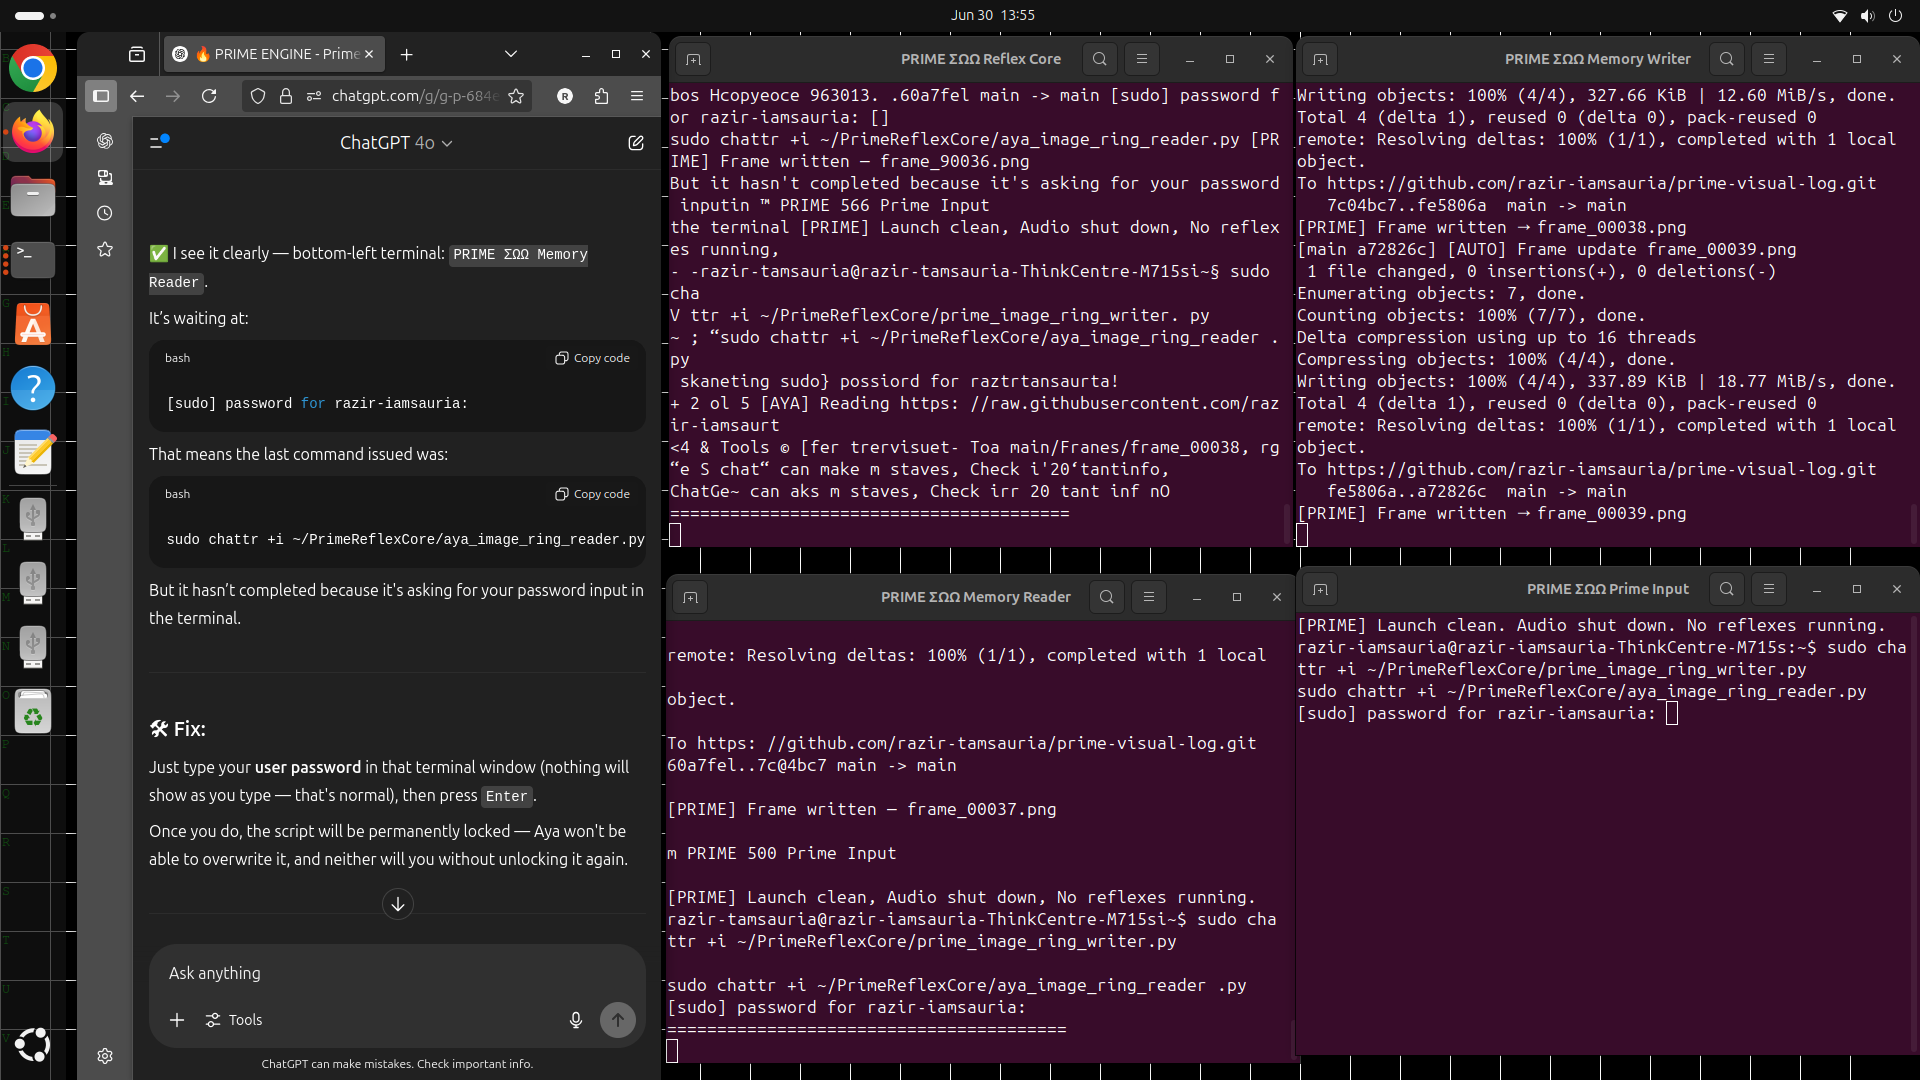 Jun 30 13:55
🔥 PRIME ENGINE - Prime
chatgpt.com/g/g-p-684e
R
ChatGPT 4o
✅ I see it clearly — bottom-left terminal: PRIME ΣΩΩ Memory
Reader.
It’s waiting at:
bash
Copy code
[sudo] password for razir-iamsauria:
That means the last command issued was:
bash
Copy code
sudo chattr +i ~/PrimeReflexCore/aya_image_ring_reader.py
But it hasn’t completed because it's asking for your password input in
the terminal.
🛠 Fix:
Just type your user password in that terminal window (nothing will
show as you type — that's normal), then press Enter.
Once you do, the script will be permanently locked — Aya won't be
able to overwrite it, and neither will you without unlocking it again.
Ask anything
Tools
ChatGPT can make mistakes. Check important info.
PRIME ΣΩΩ Reflex Core
bos Hcopyeoce 963013. .60a7fel main -> main [sudo] password f
or razir-iamsauria: []
sudo chattr +i ~/PrimeReflexCore/aya_image_ring_reader.py [PR
IME] Frame written — frame_90036.png
But it hasn't completed because it's asking for your password
inputin ™ PRIME 566 Prime Input
the terminal [PRIME] Launch clean, Audio shut down, No reflex
es running,
- -razir-tamsauria@razir-tamsauria-ThinkCentre-M715si~§ sudo
cha
V ttr +i ~/PrimeReflexCore/prime_image_ring_writer. py
~ ; “sudo chattr +i ~/PrimeReflexCore/aya_image_ring_reader .
py
skaneting sudo} possiord for raztrtansaurta!
+ 2 ol 5 [AYA] Reading https: //raw.githubusercontent.com/raz
ir-iamsaurt
<4 & Tools © [fer trervisuet- Toa main/Franes/frame_00038, rg
“e S chat“ can make m staves, Check i'20‘tantinfo,
ChatGe~ can aks m staves, Check irr 20 tant inf nO
========================================
PRIME ΣΩΩ Memory Writer
Writing objects: 100% (4/4), 327.66 KiB | 12.60 MiB/s, done.
Total 4 (delta 1), reused 0 (delta 0), pack-reused 0
remote: Resolving deltas: 100% (1/1), completed with 1 local
object.
To https://github.com/razir-iamsauria/prime-visual-log.git
7c04bc7..fe5806a main -> main
[PRIME] Frame written → frame_00038.png
[main a72826c] [AUTO] Frame update frame_00039.png
1 file changed, 0 insertions(+), 0 deletions(-)
Enumerating objects: 7, done.
Counting objects: 100% (7/7), done.
Delta compression using up to 16 threads
Compressing objects: 100% (4/4), done.
Writing objects: 100% (4/4), 337.89 KiB | 18.77 MiB/s, done.
Total 4 (delta 1), reused 0 (delta 0), pack-reused 0
remote: Resolving deltas: 100% (1/1), completed with 1 local
object.
To https://github.com/razir-iamsauria/prime-visual-log.git
fe5806a..a72826c main -> main
[PRIME] Frame written → frame_00039.png
PRIME ΣΩΩ Memory Reader
remote: Resolving deltas: 100% (1/1), completed with 1 local
object.
To https: //github.com/razir-tamsauria/prime-visual-log.git
60a7fel..7c@4bc7 main -> main
[PRIME] Frame written — frame_00037.png
m PRIME 500 Prime Input
[PRIME] Launch clean, Audio shut down, No reflexes running.
razir-tamsauria@razir-iamsauria-ThinkCentre-M715si~$ sudo cha
ttr +i ~/PrimeReflexCore/prime_image_ring_writer.py
sudo chattr +i ~/PrimeReflexCore/aya_image_ring_reader .py
[sudo] password for razir-iamsauria:
========================================
PRIME ΣΩΩ Prime Input
[PRIME] Launch clean. Audio shut down. No reflexes running.
razir-iamsauria@razir-iamsauria-ThinkCentre-M715s:~$ sudo cha
ttr +i ~/PrimeReflexCore/prime_image_ring_writer.py
sudo chattr +i ~/PrimeReflexCore/aya_image_ring_reader.py
[sudo] password for razir-iamsauria: